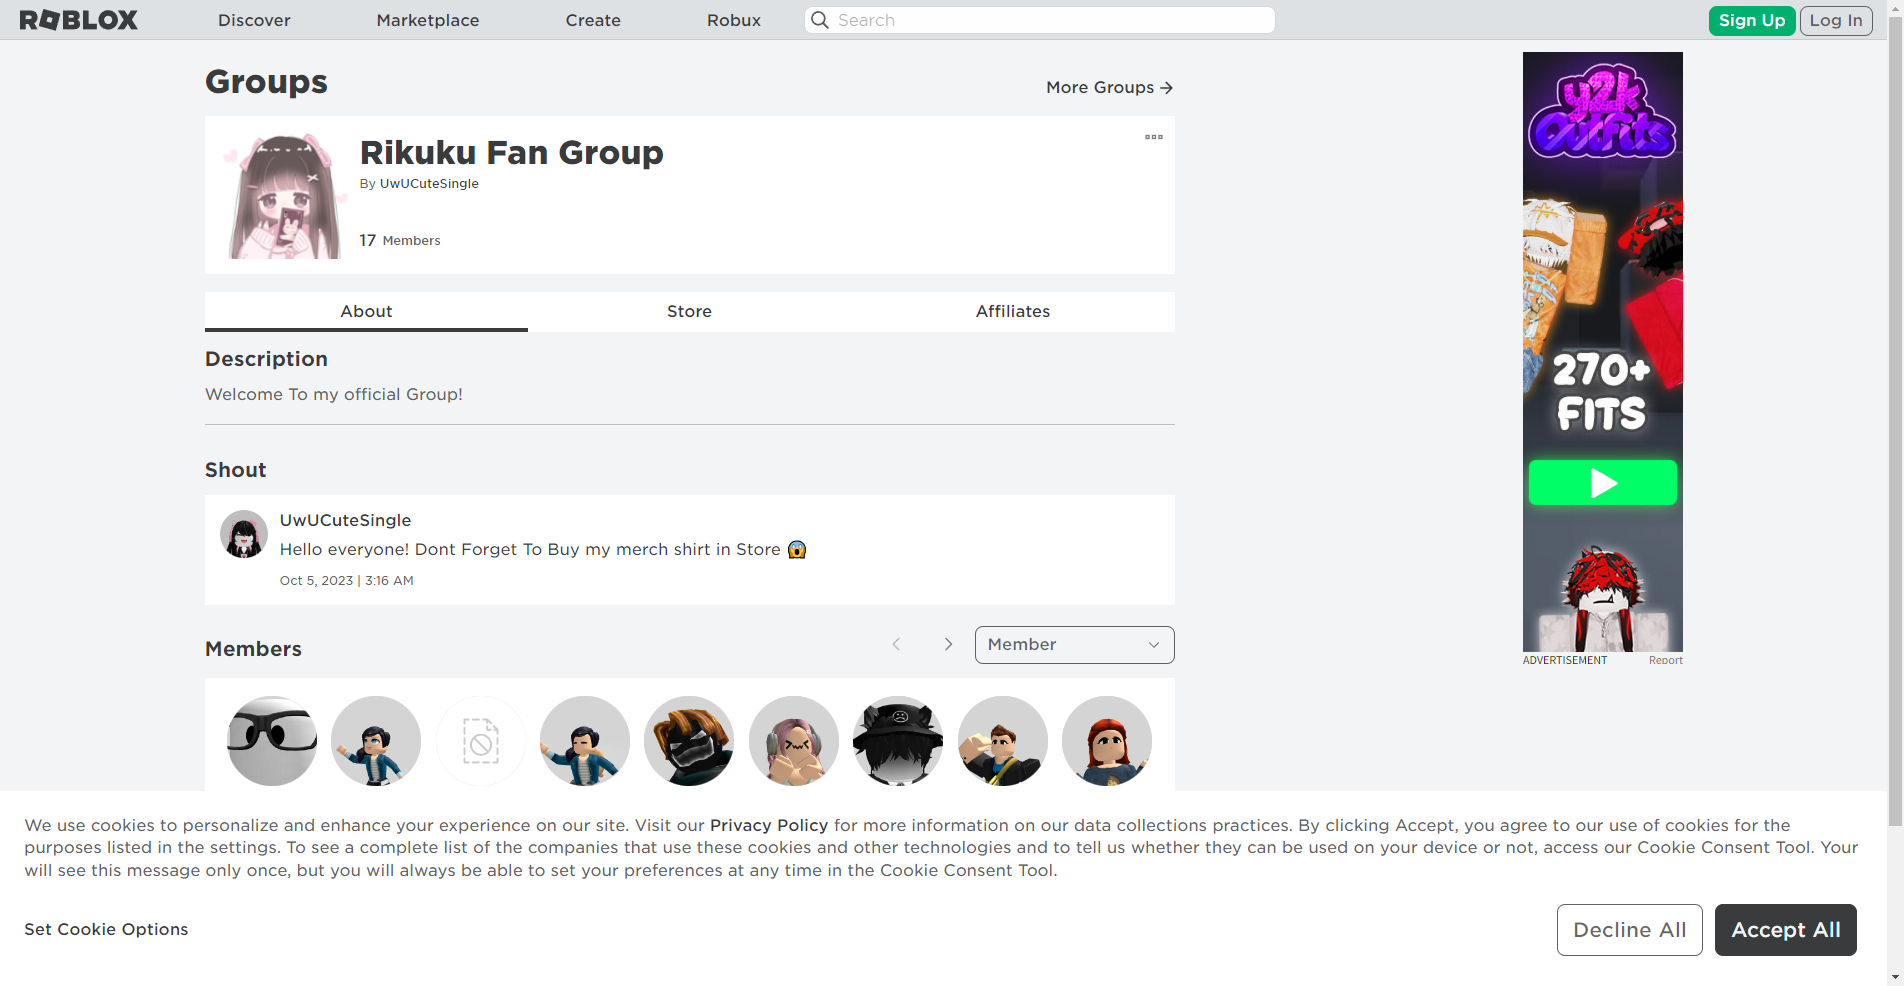 ROBLOX
Discover
Marketplace
Create
Robux
Search
Sign Up
Log In
Groups
More Groups
Rikuku Fan Group
By UwUCuteSingle
17 Members
About
Store
Affiliates
Description
Welcome To my official Group!
Shout
UwUCuteSingle
Hello everyone! Dont Forget To Buy my merch shirt in Store 😱
Oct 5, 2023 | 3:16 AM
Members
Member
y2k
Outfits
270+
FITS
ADVERTISEMENT
Report
We use cookies to personalize and enhance your experience on our site. Visit our Privacy Policy for more information on our data collections practices. By clicking Accept, you agree to our use of cookies for the
purposes listed in the settings. To see a complete list of the companies that use these cookies and other technologies and to tell us whether they can be used on your device or not, access our Cookie Consent Tool. Your
will see this message only once, but you will always be able to set your preferences at any time in the Cookie Consent Tool.
Set Cookie Options
Decline All
Accept All